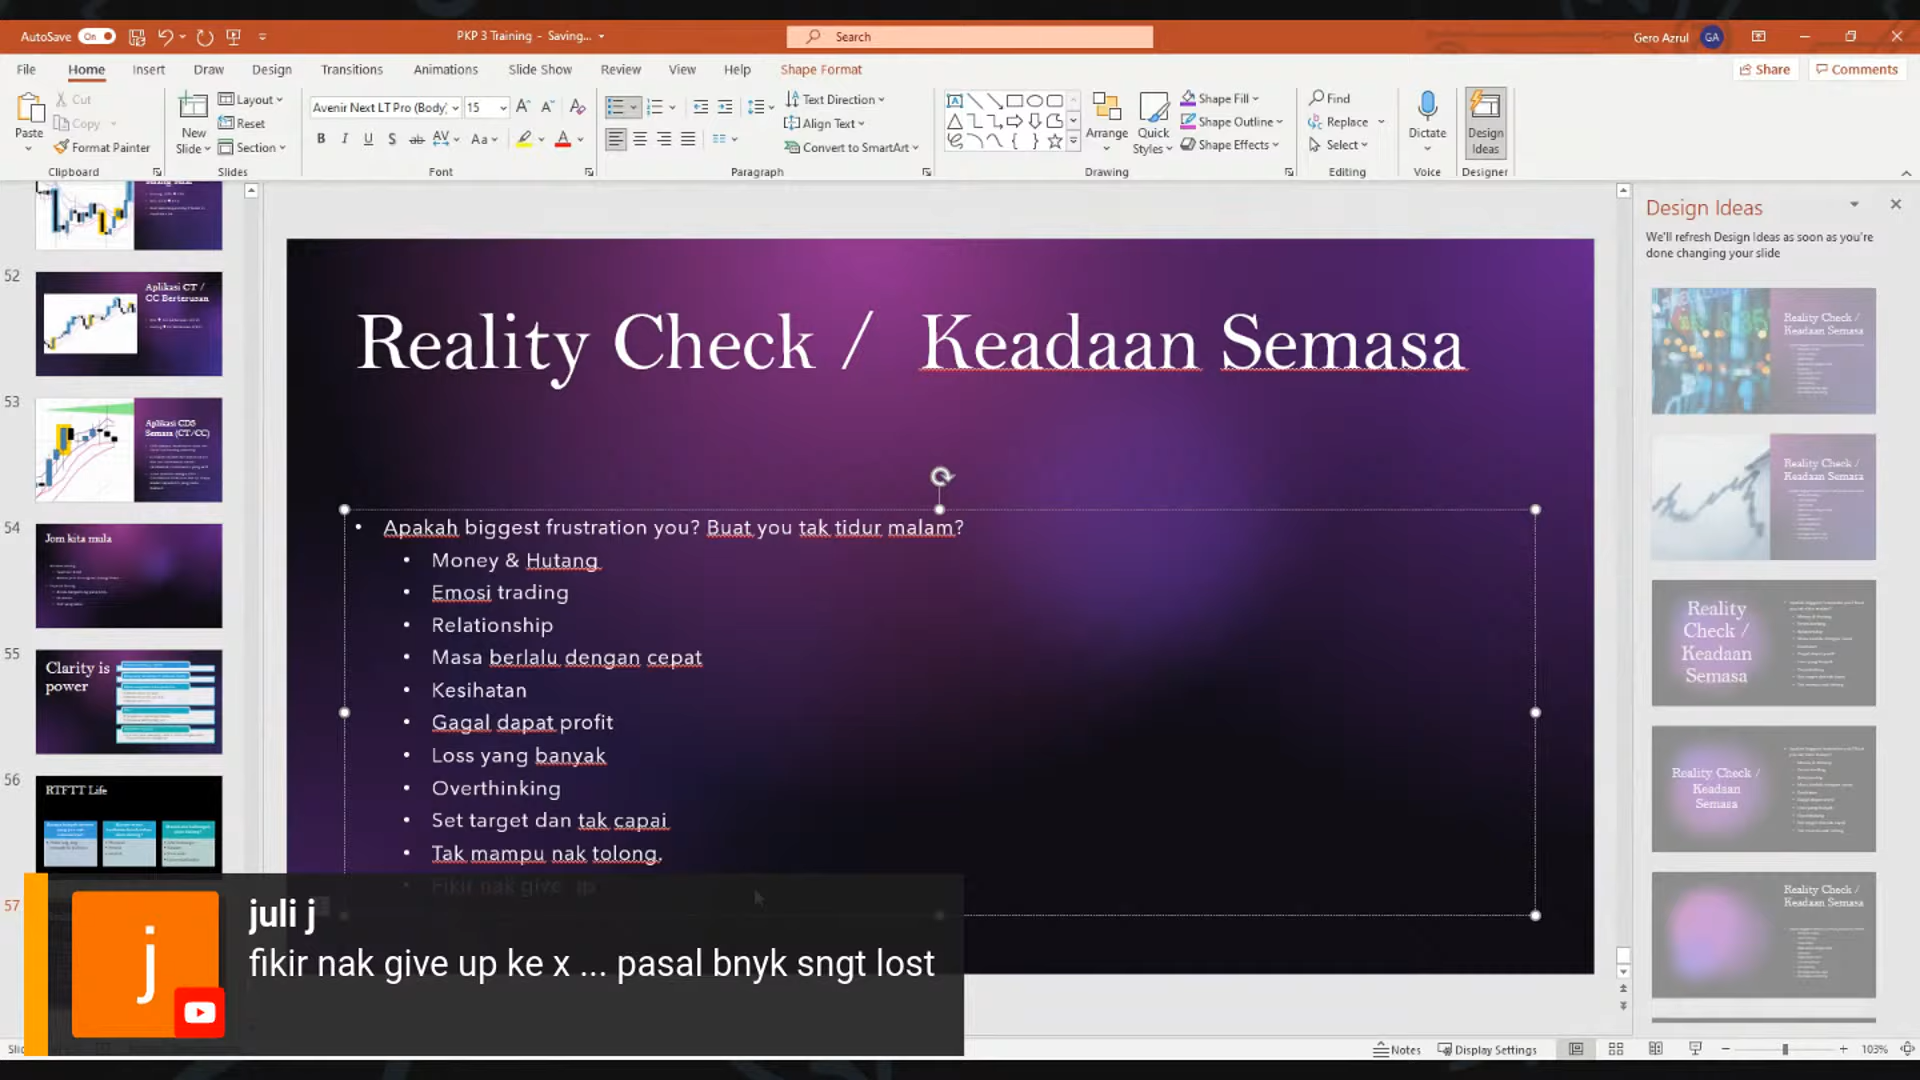 AutoSave On
PKP 3 Training - Saving...
Search
Gero Azrul GA
File Home Insert Draw Design Transitions Animations Slide Show Review View Help Shape Format
Share Comments
Cut
Copy
Format Painter
Paste
Clipboard
New Slide
Layout
Reset
Section
Slides
Avenir Next LT Pro (Body) 15
Font
Text Direction
Align Text
Convert to SmartArt
Paragraph
Arrange
Quick Styles
Shape Fill
Shape Outline
Shape Effects
Drawing
Find
Replace
Select
Editing
Dictate
Voice
Design Ideas
Designer
52
Aplikasi CT /
CC Berterusan
53
Aplikasi CDS
Semasa (CT/CC)
54
Jom kita mula
55
Clarity is
power
56
RTFTT Life
57
Reality Check / Keadaan Semasa
• Apakah biggest frustration you? Buat you tak tidur malam?
• Money & Hutang
• Emosi trading
• Relationship
• Masa berlalu dengan cepat
• Kesihatan
• Gagal dapat profit
• Loss yang banyak
• Overthinking
• Set target dan tak capai
• Tak mampu nak tolong.
• Fikir nak give up
Design Ideas
We'll refresh Design Ideas as soon as you're
done changing your slide
Reality Check /
Keadaan Semasa
Reality Check /
Keadaan Semasa
Reality
Check /
Keadaan
Semasa
Reality Check /
Keadaan
Semasa
Reality Check /
Keadaan Semasa
j
juli j
fikir nak give up ke x ... pasal bnyk sngt lost
Notes Display Settings 103%